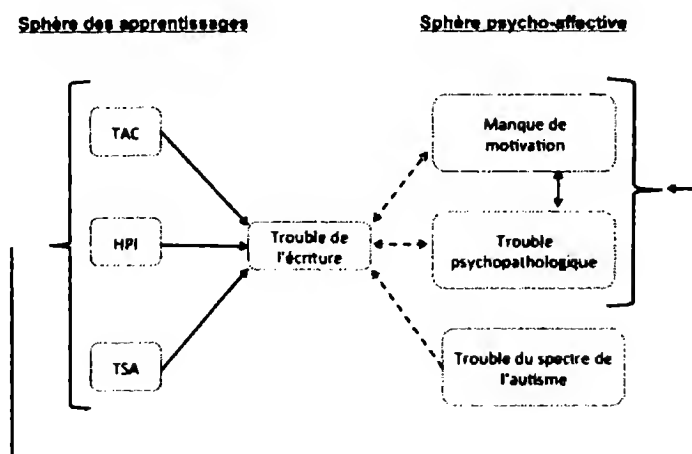 Sphère des apprentissages
Sphère psycho-affective
TAC
HPI
TSA
Trouble de
l'écriture
Manque de
motivation
Trouble
psychopathologique
Trouble du spectre de
l'autisme